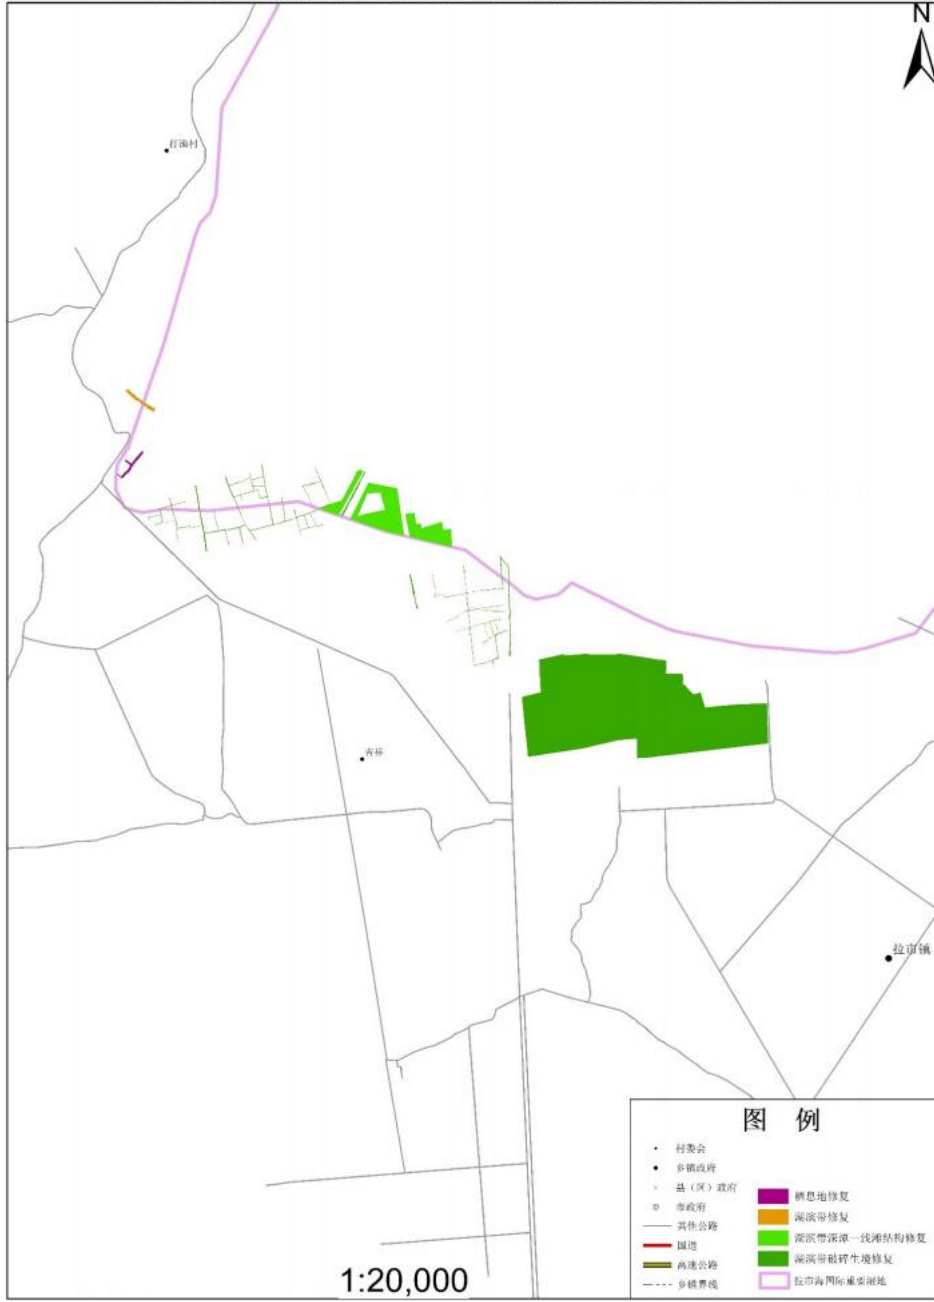 N
打渔村
吉祥
拉市镇
图 例
村委会
乡镇政府
县（区）政府
市政府
其他公路
国道
高速公路
乡镇界线
栖息地修复
湖滨带修复
湖滨带深潭一浅滩结构修复
湖滨带破碎生境修复
拉市海国际重要湿地
1:20,000